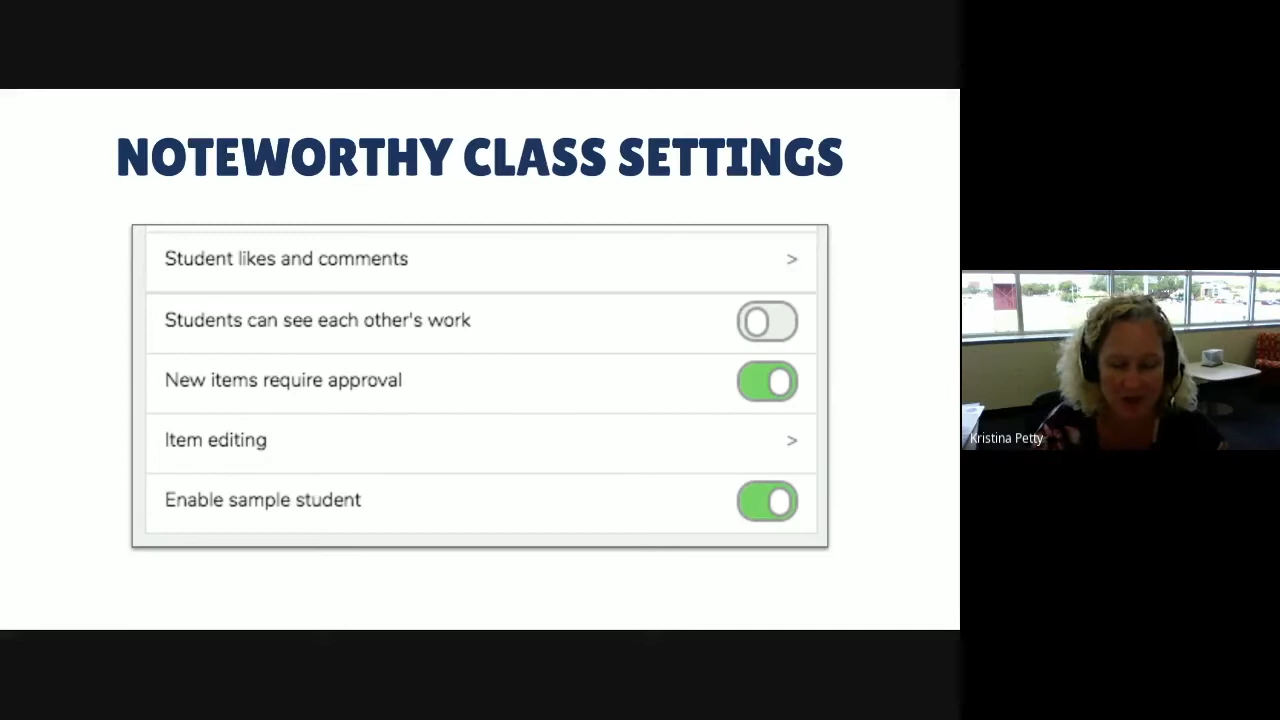 NOTEWORTHY CLASS SETTINGS
Student likes and comments >
Students can see each other's work
New items require approval
Item editing >
Enable sample student
Kristina Petty